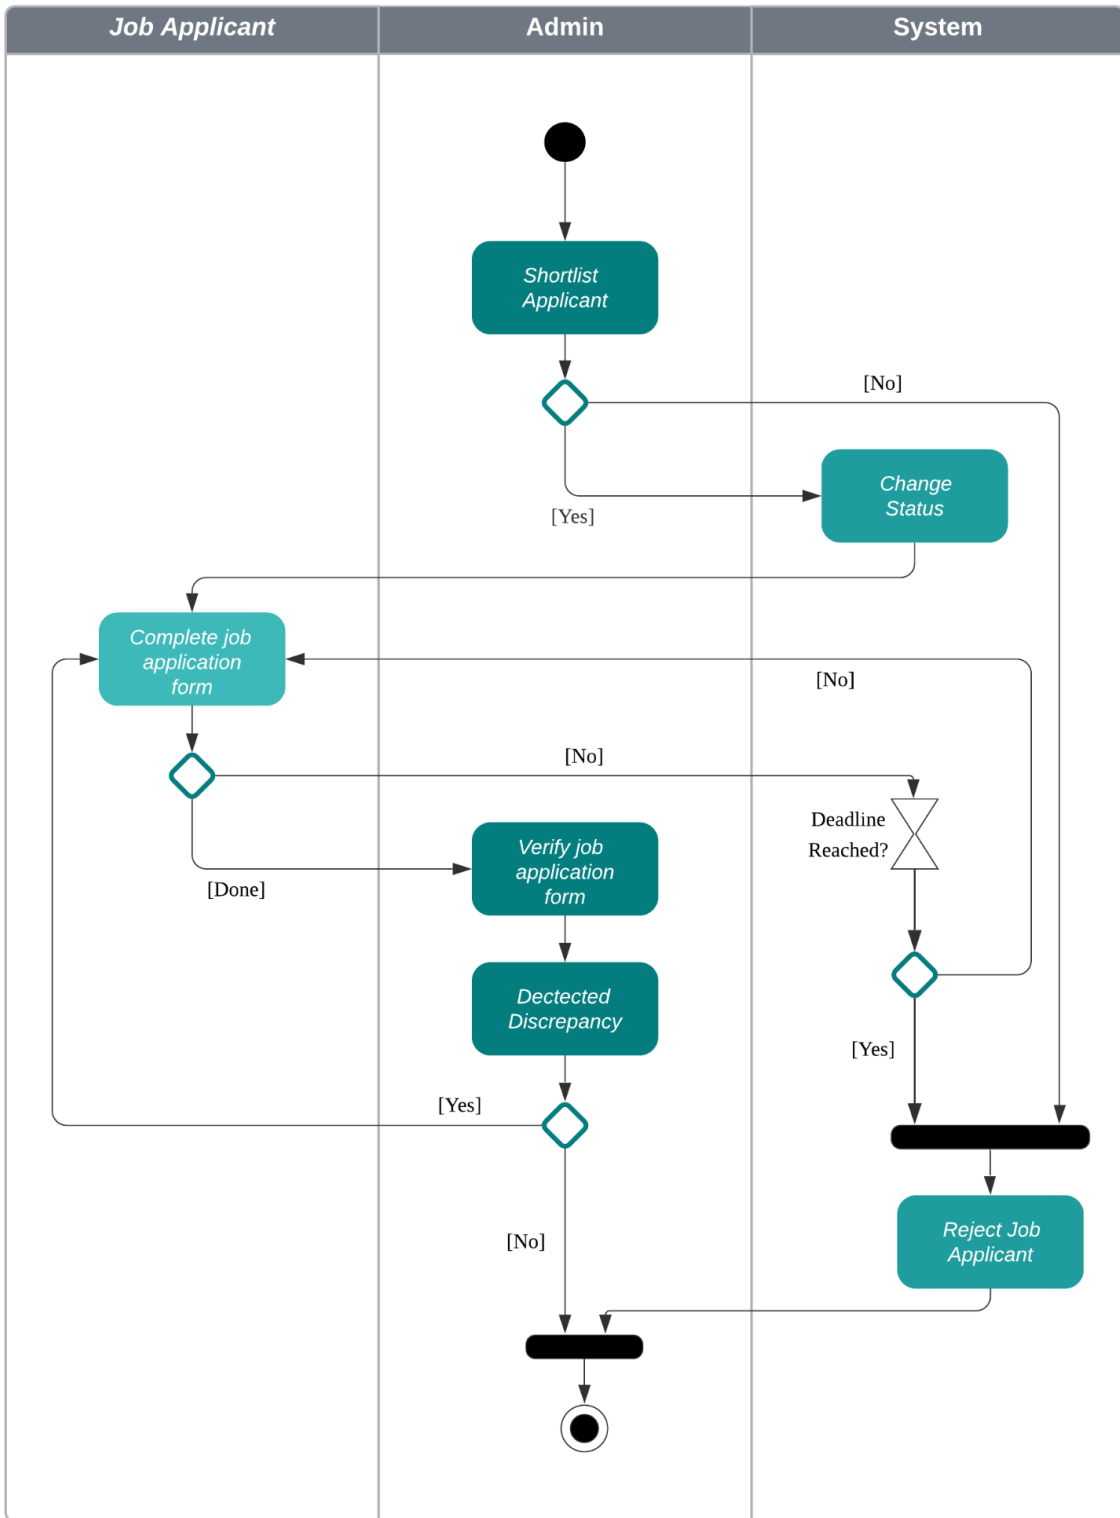 Job Applicant
Admin
System
Shortlist
Applicant
[No]
Change
Status
[Yes]
Complete job
application
form
[No]
[No]
Deadline
Reached?
Verify job
application
form
[Done]
Dectected
Discrepancy
[Yes]
[Yes]
[No]
Reject Job
Applicant